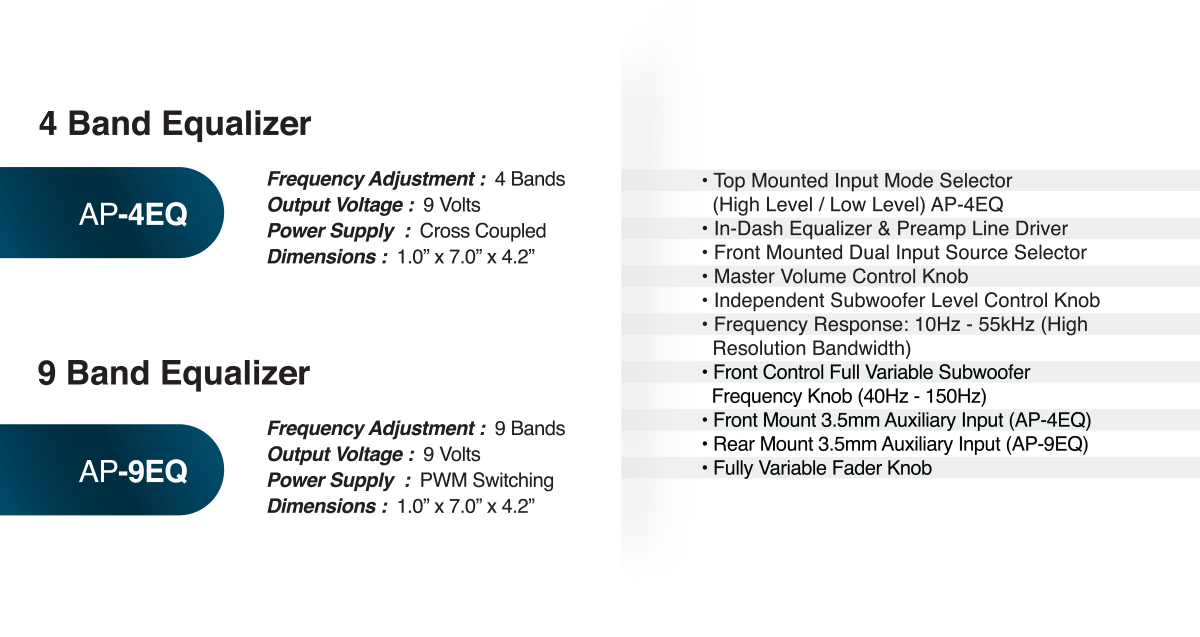 4 Band Equalizer
AP-4EQ
Frequency Adjustment : 4 Bands
Output Voltage : 9 Volts
Power Supply : Cross Coupled
Dimensions : 1.0” x 7.0” x 4.2”
9 Band Equalizer
AP-9EQ
Frequency Adjustment : 9 Bands
Output Voltage : 9 Volts
Power Supply : PWM Switching
Dimensions : 1.0” x 7.0” x 4.2”
• Top Mounted Input Mode Selector
(High Level / Low Level) AP-4EQ
• In-Dash Equalizer & Preamp Line Driver
• Front Mounted Dual Input Source Selector
• Master Volume Control Knob
• Independent Subwoofer Level Control Knob
• Frequency Response: 10Hz - 55kHz (High
Resolution Bandwidth)
• Front Control Full Variable Subwoofer
Frequency Knob (40Hz - 150Hz)
• Front Mount 3.5mm Auxiliary Input (AP-4EQ)
• Rear Mount 3.5mm Auxiliary Input (AP-9EQ)
• Fully Variable Fader Knob